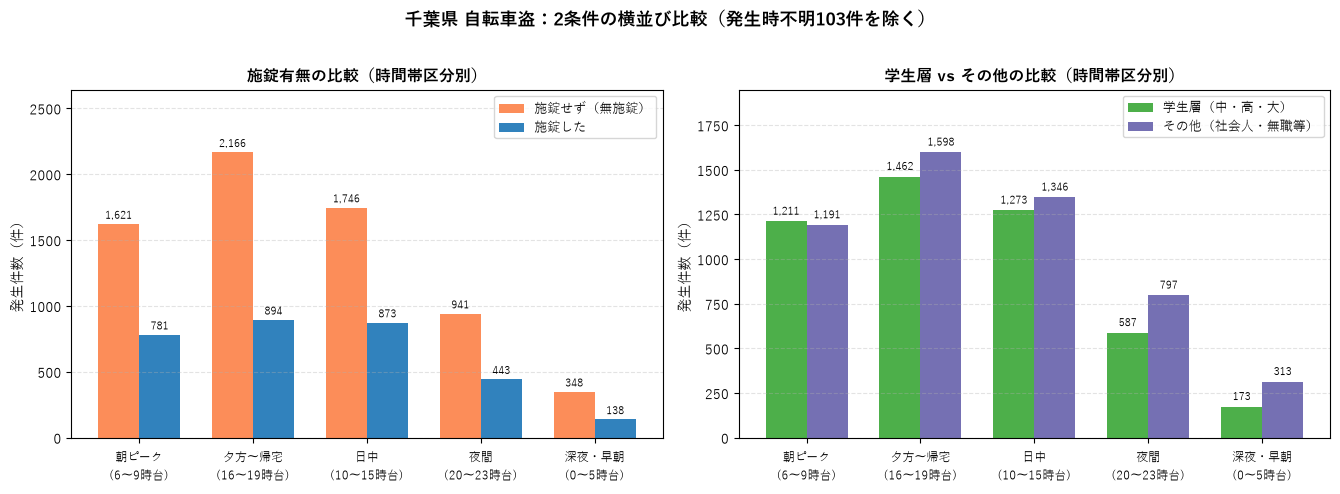 千葉県 自転車盗：2条件の横並び比較（発生時不明103件を除く）
施錠有無の比較（時間帯区分別）
発生件数（件）
2500
2000
1500
1000
500
0
施錠せず（無施錠）
施錠した
1,621
781
2,166
894
1,746
873
941
443
348
138
朝ピーク
（6〜9時台）
夕方〜帰宅
（16〜19時台）
日中
（10〜15時台）
夜間
（20〜23時台）
深夜・早朝
（0〜5時台）
学生層 vs その他の比較（時間帯区分別）
発生件数（件）
1750
1500
1250
1000
750
500
250
0
学生層（中・高・大）
その他（社会人・無職等）
1,211
1,191
1,462
1,598
1,273
1,346
587
797
173
313
朝ピーク
（6〜9時台）
夕方〜帰宅
（16〜19時台）
日中
（10〜15時台）
夜間
（20〜23時台）
深夜・早朝
（0〜5時台）